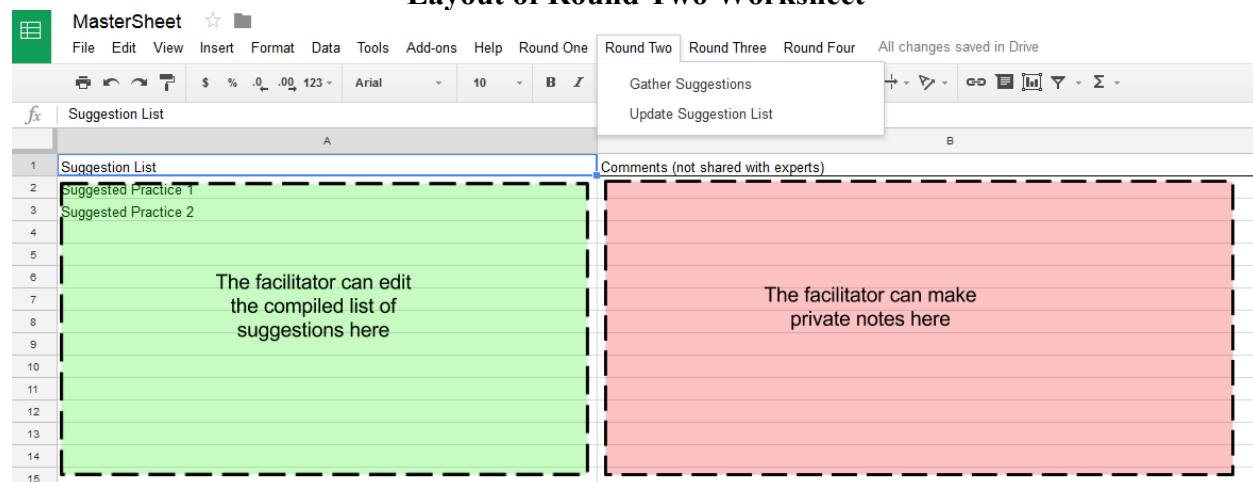 Layout of Round Two Worksheet
MasterSheet
File Edit View Insert Format Data Tools Add-ons Help Round One Round Two Round Three Round Four All changes saved in Drive
$ % .0 .00 123 Arial 10 B I Σ
Gather Suggestions
Update Suggestion List
fx Suggestion List
A B
1 Suggestion List Comments (not shared with experts)
2 Suggested Practice 1
3 Suggested Practice 2
4
5
6
7
8
9
10
11
12
13
14
15
The facilitator can edit
the compiled list of
suggestions here
The facilitator can make
private notes here